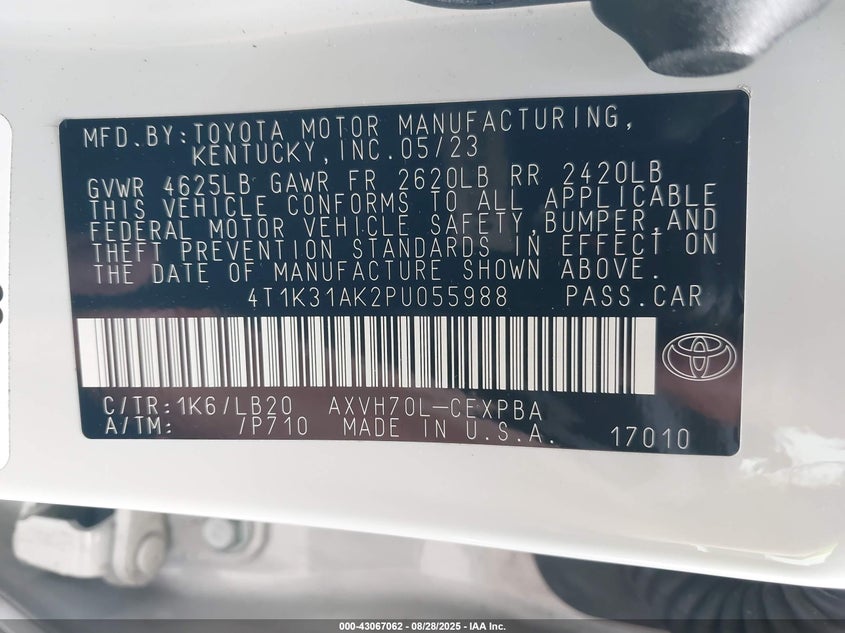 MFD.BY:TOYOTA MOTOR MANUFACTURING,
KENTUCKY,INC.05/23
GVWR 4625LB GAWR FR 2620LB RR 2420LB
THIS VEHICLE CONFORMS TO ALL APPLICABLE
FEDERAL MOTOR VEHICLE SAFETY,BUMPER,AND
THEFT PREVENTION STANDARDS IN EFFECT ON
THE DATE OF MANUFACTURE SHOWN ABOVE.
4T1K31AK2PU055988 PASS.CAR
C/TR:1K6/LB20 AXVH70L-CEXPBA
A/TM: /P710 MADE IN U.S.A. 17010
000-43067062 | 08/28/2025 - IAA Inc.